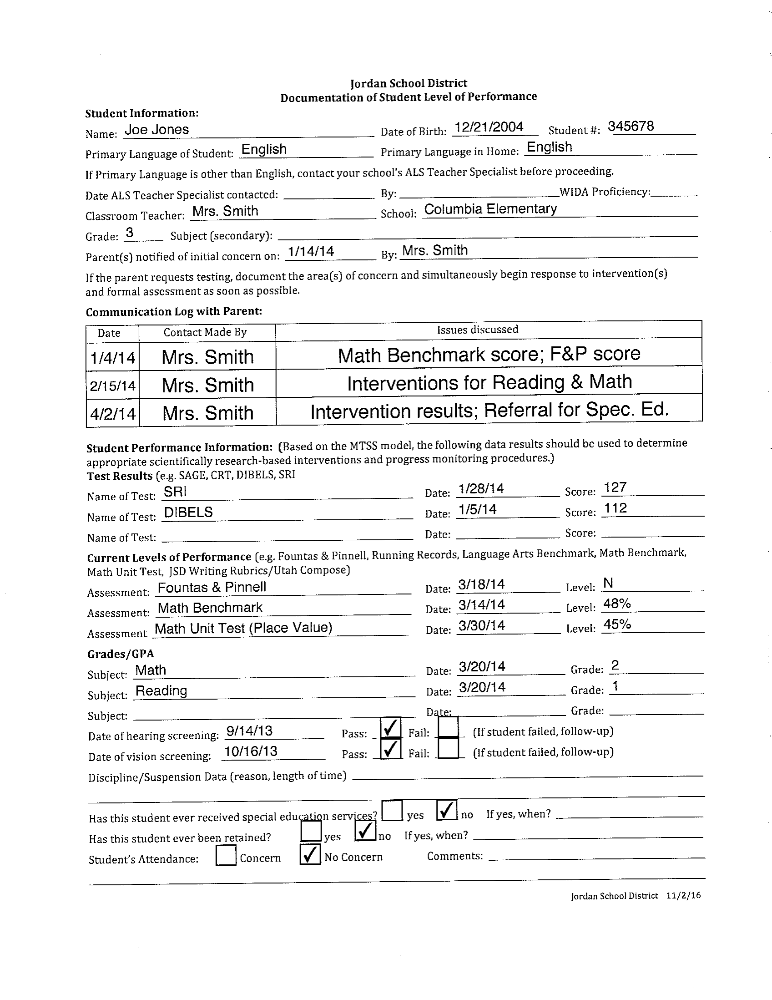 Jordan School District
Documentation of Student Level of Performance
Student Information:
Name: Joe Jones Date of Birth: 12/21/2004 Student #: 345678
Primary Language of Student: English Primary Language in Home: English
If Primary Language is other than English, contact your school's ALS Teacher Specialist before proceeding.
Date ALS Teacher Specialist contacted: By: WIDA Proficiency:
Classroom Teacher: Mrs. Smith School: Columbia Elementary
Grade: 3 Subject (secondary):
Parent(s) notified of initial concern on: 1/14/14 By: Mrs. Smith
If the parent requests testing, document the area(s) of concern and simultaneously begin response to intervention(s)
and formal assessment as soon as possible.
Communication Log with Parent:
Date Contact Made By Issues discussed
1/4/14 Mrs. Smith Math Benchmark score; F&P score
2/15/14 Mrs. Smith Interventions for Reading & Math
4/2/14 Mrs. Smith Intervention results; Referral for Spec. Ed.
Student Performance Information: (Based on the MTSS model, the following data results should be used to determine
appropriate scientifically research-based interventions and progress monitoring procedures.)
Test Results (e.g. SAGE, CRT, DIBELS, SRI
Name of Test: SRI Date: 1/28/14 Score: 127
Name of Test: DIBELS Date: 1/5/14 Score: 112
Name of Test: Date: Score:
Current Levels of Performance (e.g. Fountas & Pinnell, Running Records, Language Arts Benchmark, Math Benchmark,
Math Unit Test, JSD Writing Rubrics/Utah Compose)
Assessment: Fountas & Pinnell Date: 3/18/14 Level: N
Assessment: Math Benchmark Date: 3/14/14 Level: 48%
Assessment Math Unit Test (Place Value) Date: 3/30/14 Level: 45%
Grades/GPA
Subject: Math Date: 3/20/14 Grade: 2
Subject: Reading Date: 3/20/14 Grade: 1
Subject: Date: Grade:
Date of hearing screening: 9/14/13 Pass: ✓ Fail: (If student failed, follow-up)
Date of vision screening: 10/16/13 Pass: ✓ Fail: (If student failed, follow-up)
Discipline/Suspension Data (reason, length of time)
Has this student ever received special education services? yes ✓ no If yes, when?
Has this student ever been retained? yes ✓ no If yes, when?
Student's Attendance: Concern ✓ No Concern Comments:
Jordan School District 11/2/16